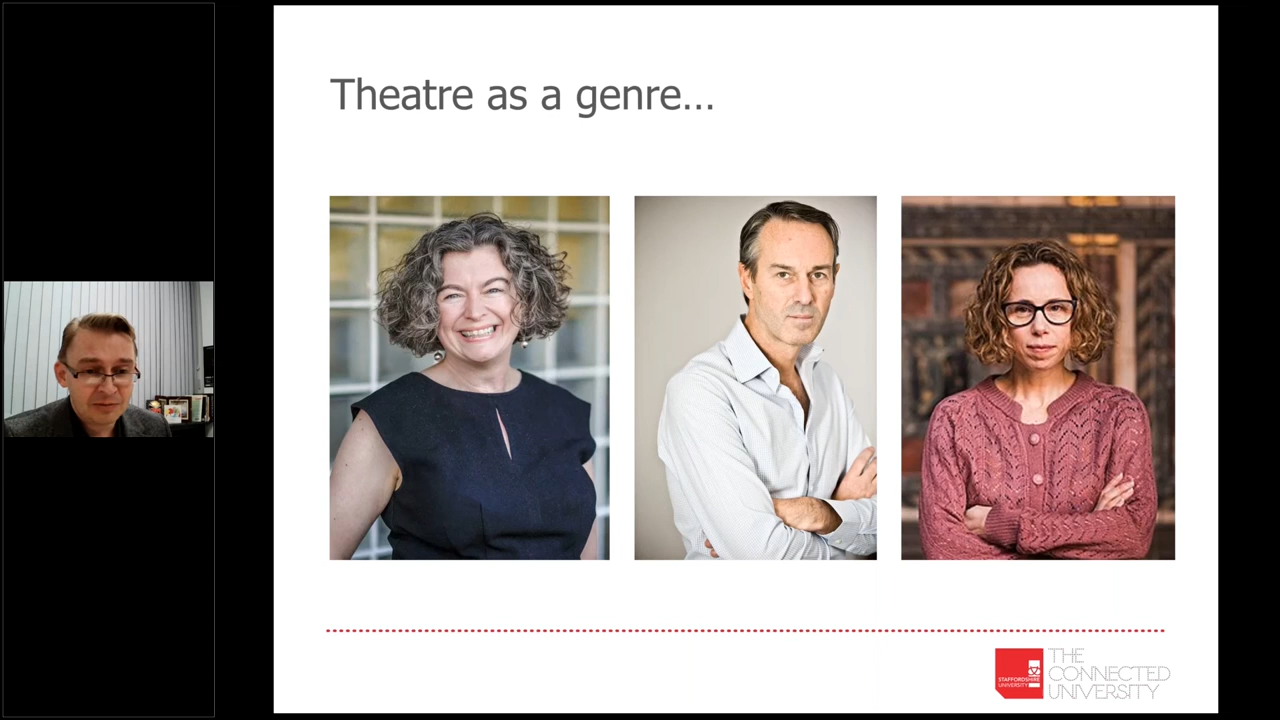 Theatre as a genre...
STAFFORDSHIRE
UNIVERSITY
THE
CONNECTED
UNIVERSITY